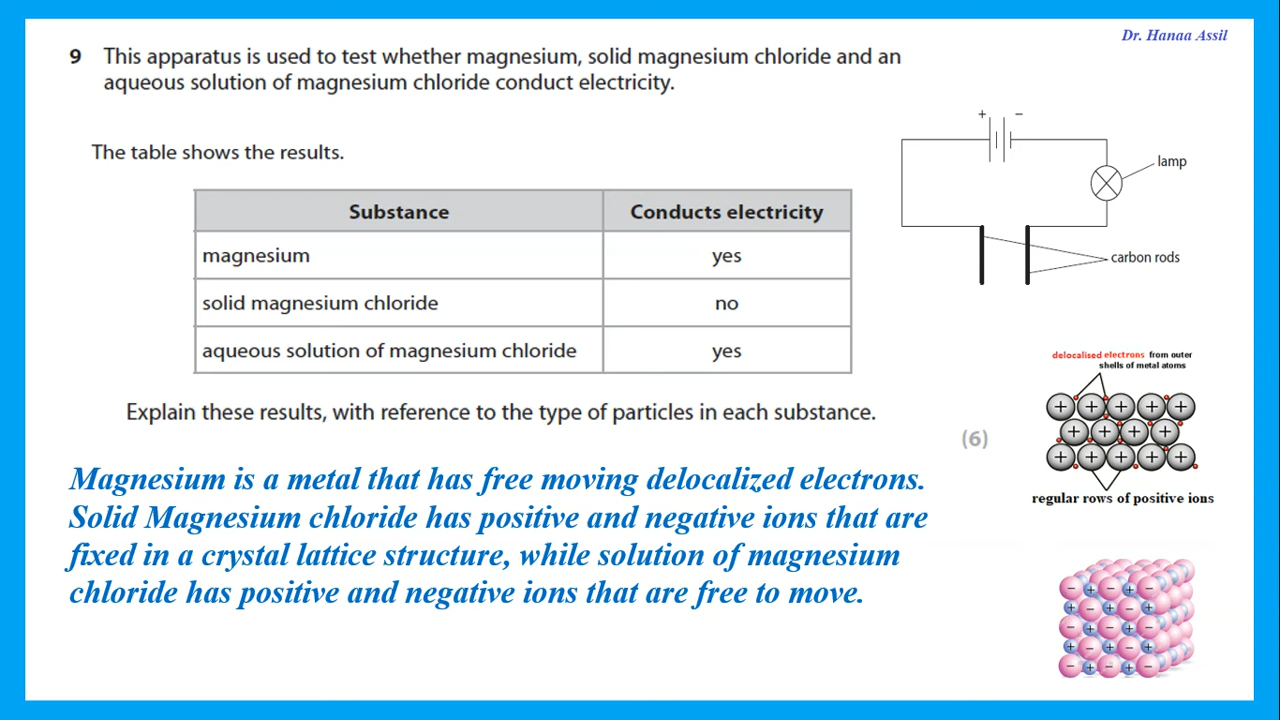 Dr. Hanaa Assil
9 This apparatus is used to test whether magnesium, solid magnesium chloride and an
aqueous solution of magnesium chloride conduct electricity.
+ −
lamp
carbon rods
The table shows the results.
Substance Conducts electricity
magnesium yes
solid magnesium chloride no
aqueous solution of magnesium chloride yes
Explain these results, with reference to the type of particles in each substance.
(6)
delocalised electrons from outer
shells of metal atoms
+ + + + +
+ + + +
+ + + + +
regular rows of positive ions
Magnesium is a metal that has free moving delocalized electrons.
Solid Magnesium chloride has positive and negative ions that are
fixed in a crystal lattice structure, while solution of magnesium
chloride has positive and negative ions that are free to move.
− + − + −
+ − + − +
− + − + −
+ − + − +
− + − + −